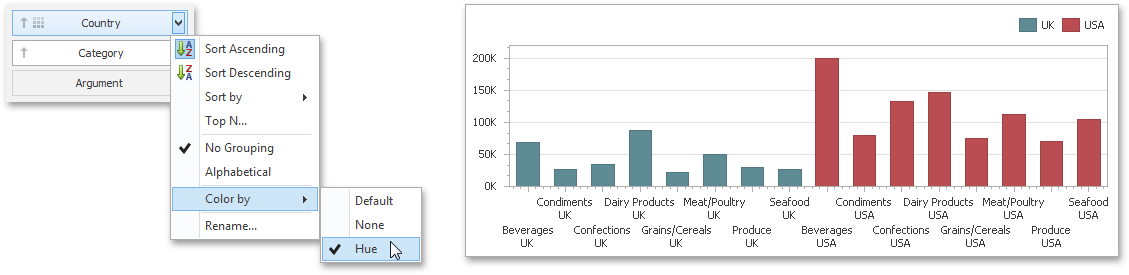 Country
Category
Argument
Sort Ascending
Sort Descending
Sort by
Top N...
No Grouping
Alphabetical
Color by
Rename...
Default
None
Hue
UK
USA
200K
150K
100K
50K
0K
Beverages
UK
Condiments
UK
Confections
UK
Dairy Products
UK
Grains/Cereals
UK
Meat/Poultry
UK
Produce
UK
Seafood
UK
Beverages
USA
Condiments
USA
Confections
USA
Dairy Products
USA
Grains/Cereals
USA
Meat/Poultry
USA
Produce
USA
Seafood
USA